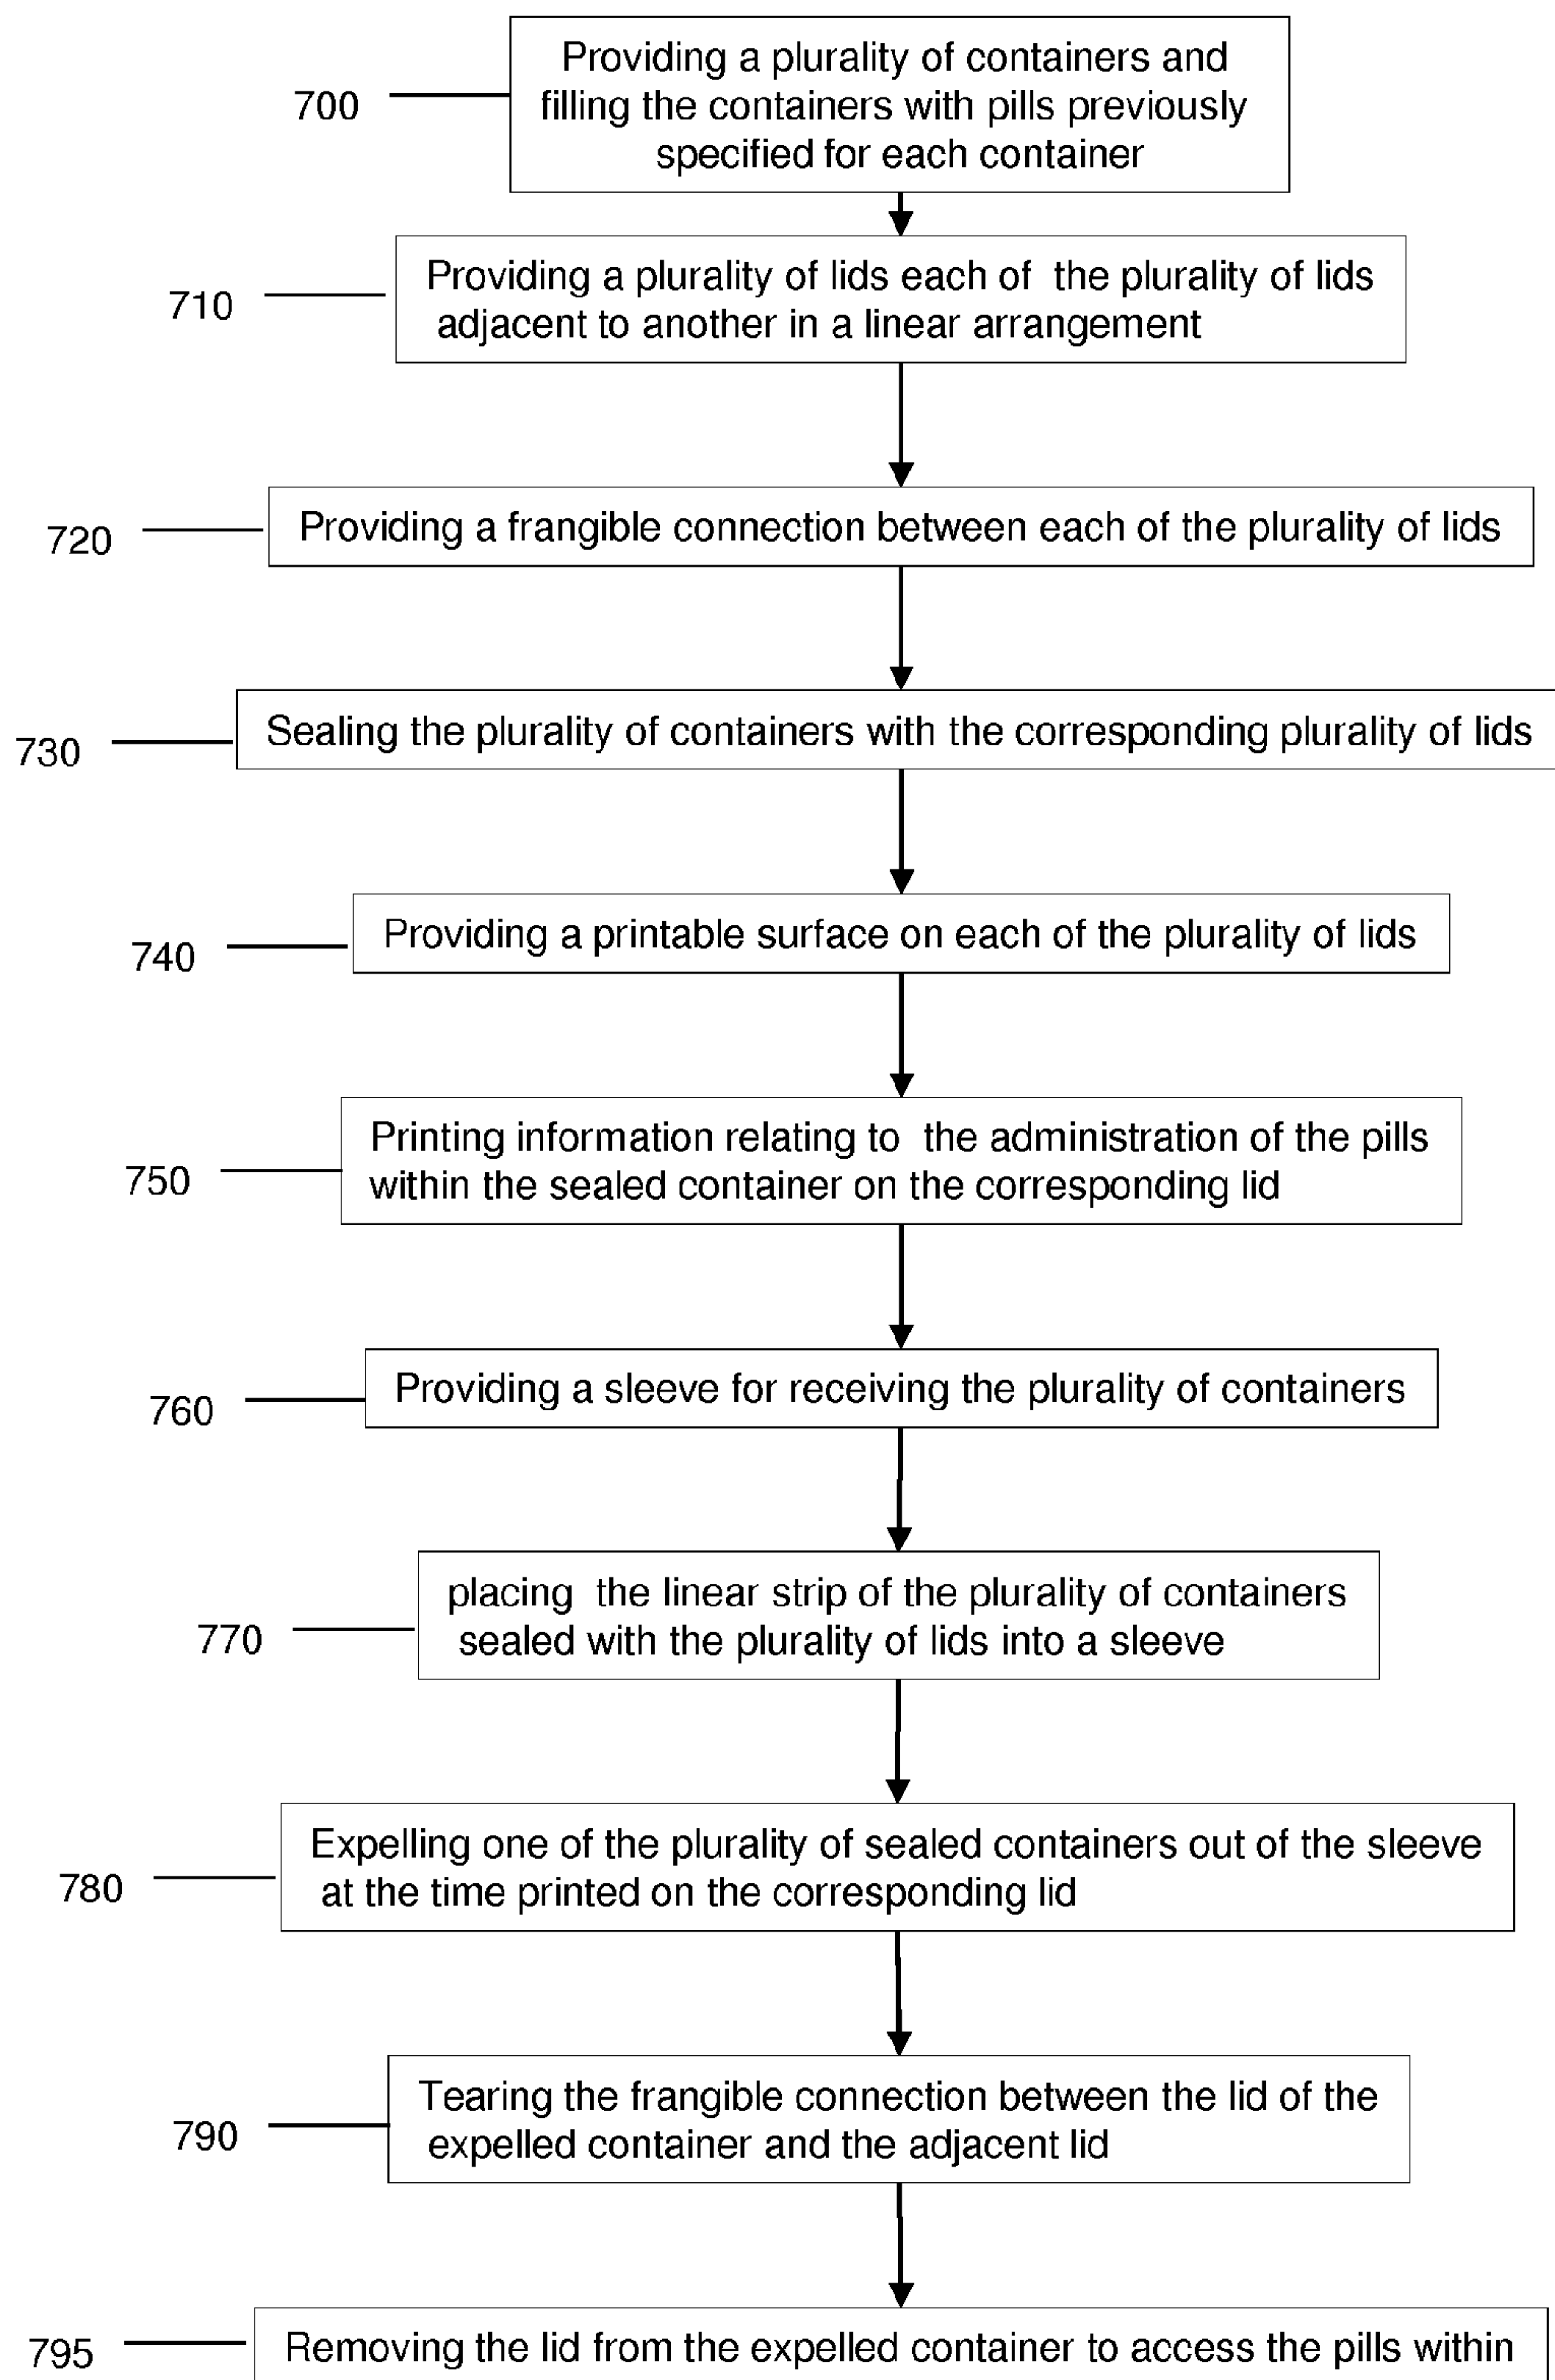 Providing a plurality of containers and
700
filling the containers with pills previously
specified for each container
Providing a plurality of lids each of the plurality of lids
710
adjacent to another in a linear arrangement
720
Providing a frangible connection between each of the plurality of lids
730
Sealing the plurality of containers with the corresponding plurality of lids
740
Providing a printable surface on each of the plurality of lids
Printing information relating to the administration of the pills
750
within the sealed container on the corresponding lid
760
Providing a sleeve for receiving the plurality of containers
placing the linear strip of the plurality of containers
770
sealed with the plurality of lids into a sleeve
Expelling one of the plurality of sealed containers out of the sleeve
780
at the time printed on the corresponding lid
Tearing the frangible connection between the lid of the
790
expelled container and the adjacent lid
795
Removing the lid from the expelled container to access the pills within